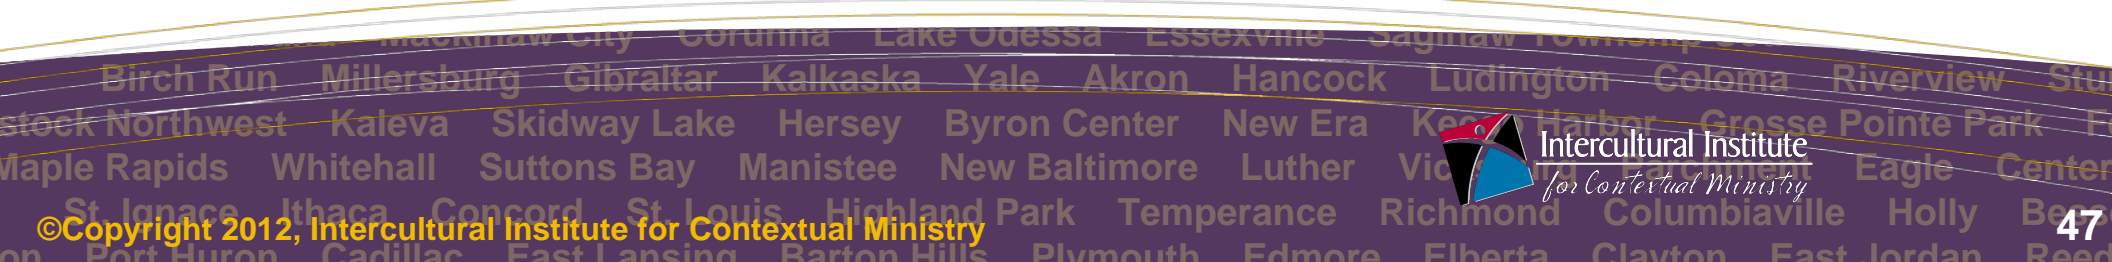 Mackinaw City Corunna Lake Odessa Essexville Saginaw Township
Birch Run Millersburg Gibraltar Kalkaska Yale Akron Hancock Ludington Coloma Riverview
Northwest Kaleva Skidway Lake Hersey Byron Center New Era Harbor Grosse Pointe Park
Intercultural Institute
Maple Rapids Whitehall Suttons Bay Manistee New Baltimore Luther Parchment Eagle Center
for Contextual Ministry
St. Ignace Ithaca Concord St. Louis Highland Park Temperance Richmond Columbiaville Holly
©Copyright 2012, Intercultural Institute for Contextual Ministry
47
Port Huron Cadillac East Lansing Barton Hills Plymouth Edmore Elberta Clayton East Jordan